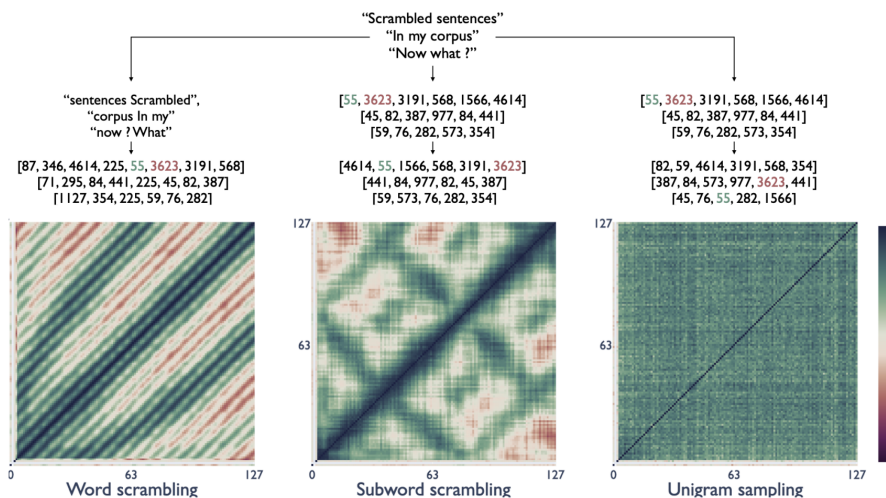 “Scrambled sentences”
“In my corpus”
“Now what ?”
“sentences Scrambled”,
“corpus In my”
“now ? What”
[87, 346, 4614, 225, 55, 3623, 3191, 568]
[71, 295, 84, 441, 225, 45, 82, 387]
[1127, 354, 225, 59, 76, 282]
[55, 3623, 3191, 568, 1566, 4614]
[45, 82, 387, 977, 84, 441]
[59, 76, 282, 573, 354]
[4614, 55, 1566, 568, 3191, 3623]
[441, 84, 977, 82, 45, 387]
[59, 573, 76, 282, 354]
[55, 3623, 3191, 568, 1566, 4614]
[45, 82, 387, 977, 84, 441]
[59, 76, 282, 573, 354]
[82, 59, 4614, 3191, 568, 354]
[387, 84, 573, 977, 3623, 441]
[45, 76, 55, 282, 1566]
0 63 127
Word scrambling
127
63
0 63 127
Subword scrambling
127
63
0 63 127
Unigram sampling